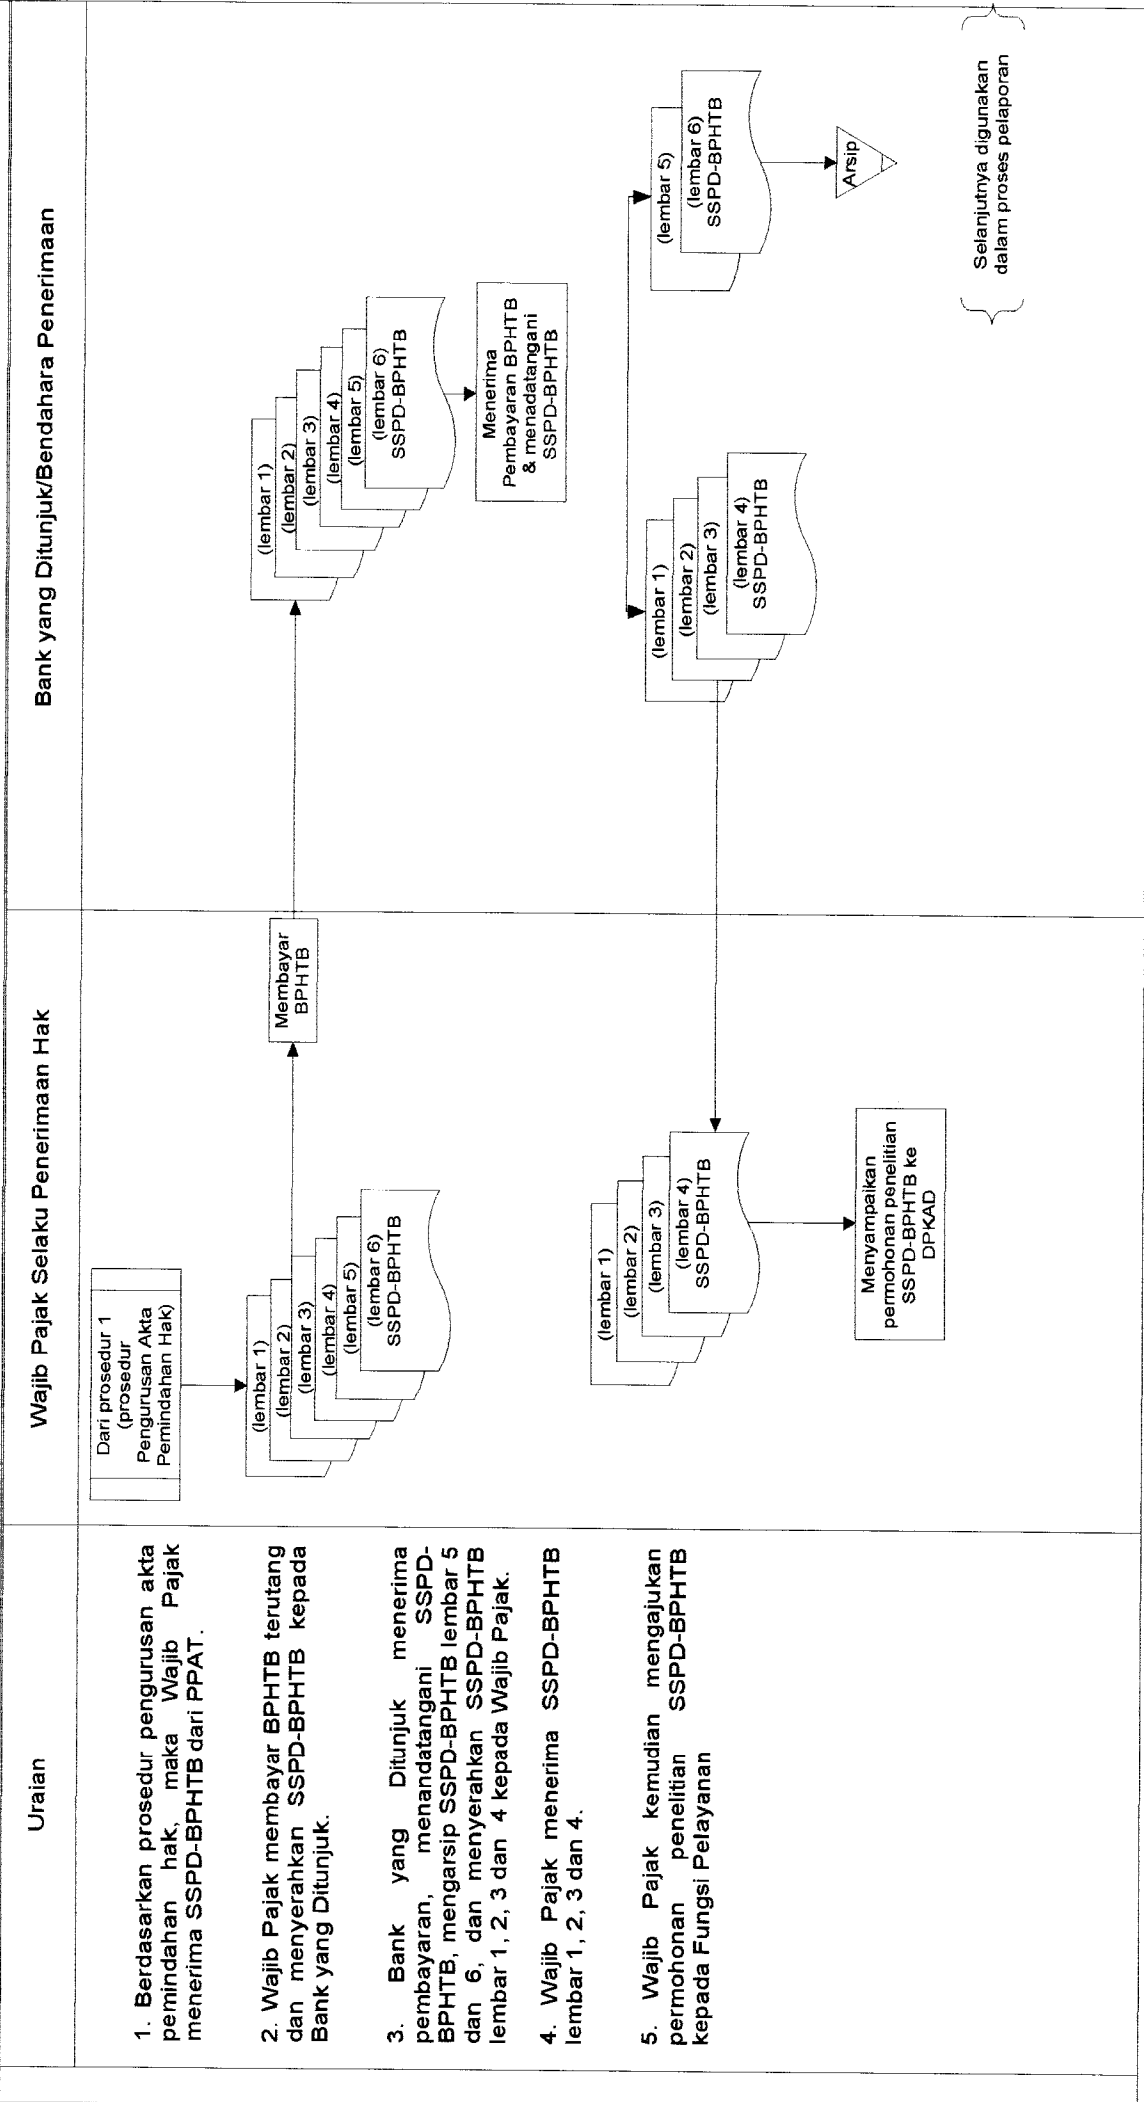 Uraian
Wajib Pajak Selaku Penerimaan Hak
Bank yang Ditunjuk/Bendahara Penerimaan
1. Berdasarkan prosedur pengurusan akta
pemindahan hak, maka Wajib Pajak
menerima SSPD-BPHTB dari PPAT.
2. Wajib Pajak membayar BPHTB terutang
dan menyerahkan SSPD-BPHTB kepada
Bank yang Ditunjuk.
3. Bank yang Ditunjuk menerima
pembayaran, menandatangani SSPD-
BPHTB, mengarsip SSPD-BPHTB lembar 5
dan 6, dan menyerahkan SSPD-BPHTB
lembar 1, 2, 3 dan 4 kepada Wajib Pajak.
4. Wajib Pajak menerima SSPD-BPHTB
lembar 1, 2, 3 dan 4.
5. Wajib Pajak kemudian mengajukan
permohonan penelitian SSPD-BPHTB
kepada Fungsi Pelayanan
Dari prosedur 1
(prosedur
Pengurusan Akta
Pemindahan Hak)
(lembar 1)
(lembar 2)
(lembar 3)
(lembar 4)
(lembar 5)
(lembar 6)
SSPD-BPHTB
Membayar
BPHTB
(lembar 1)
(lembar 2)
(lembar 3)
(lembar 4)
SSPD-BPHTB
Menyampaikan
permohonan penelitian
SSPD-BPHTB ke
DPKAD
(lembar 1)
(lembar 2)
(lembar 3)
(lembar 4)
(lembar 5)
(lembar 6)
SSPD-BPHTB
Menerima
Pembayaran BPHTB
& menadatangani
SSPD-BPHTB
(lembar 1)
(lembar 2)
(lembar 3)
(lembar 4)
SSPD-BPHTB
(lembar 5)
(lembar 6)
SSPD-BPHTB
Arsip
Selanjutnya digunakan
dalam proses pelaporan